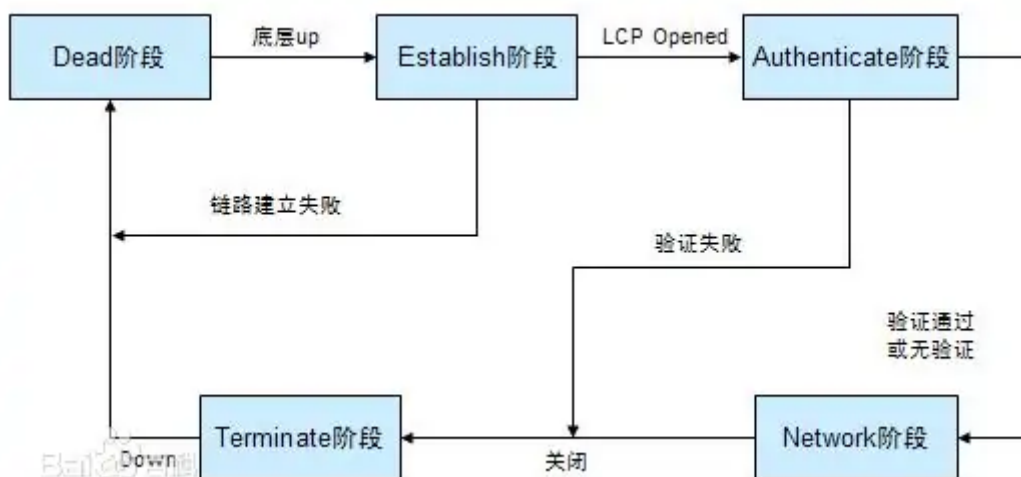 Dead阶段
底层up
Establish阶段
LCP Opened
Authenticate阶段
链路建立失败
验证失败
验证通过
或无验证
Terminate阶段
Network阶段
Down
关闭
Bai